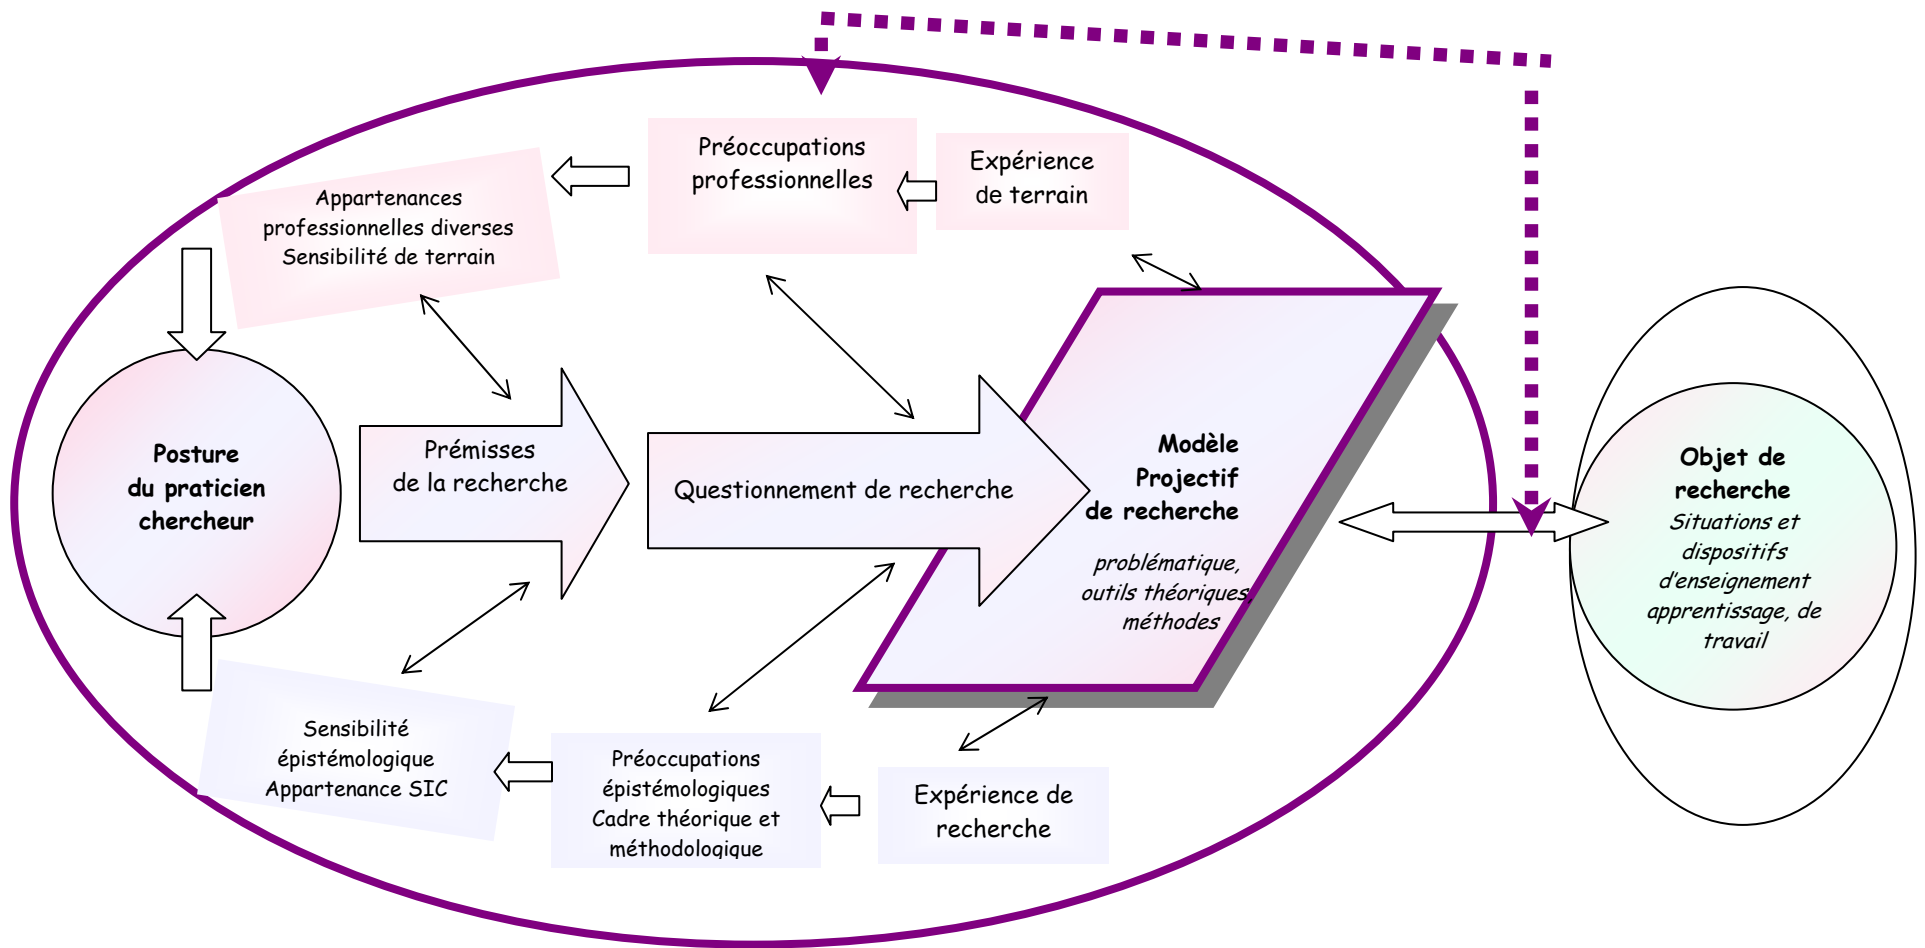 Préoccupations
professionnelles
Expérience
de terrain
Appartenances
professionnelles diverses
Sensibilité de terrain
Posture
du praticien
chercheur
Prémisses
de la recherche
Questionnement de recherche
Modèle
Projectif
de recherche
problématique,
outils théoriques,
méthodes
Objet de
recherche
Situations et
dispositifs
d'enseignement
apprentissage, de
travail
Sensibilité
épistémologique
Appartenance SIC
Préoccupations
épistémologiques
Cadre théorique et
méthodologique
Expérience de
recherche